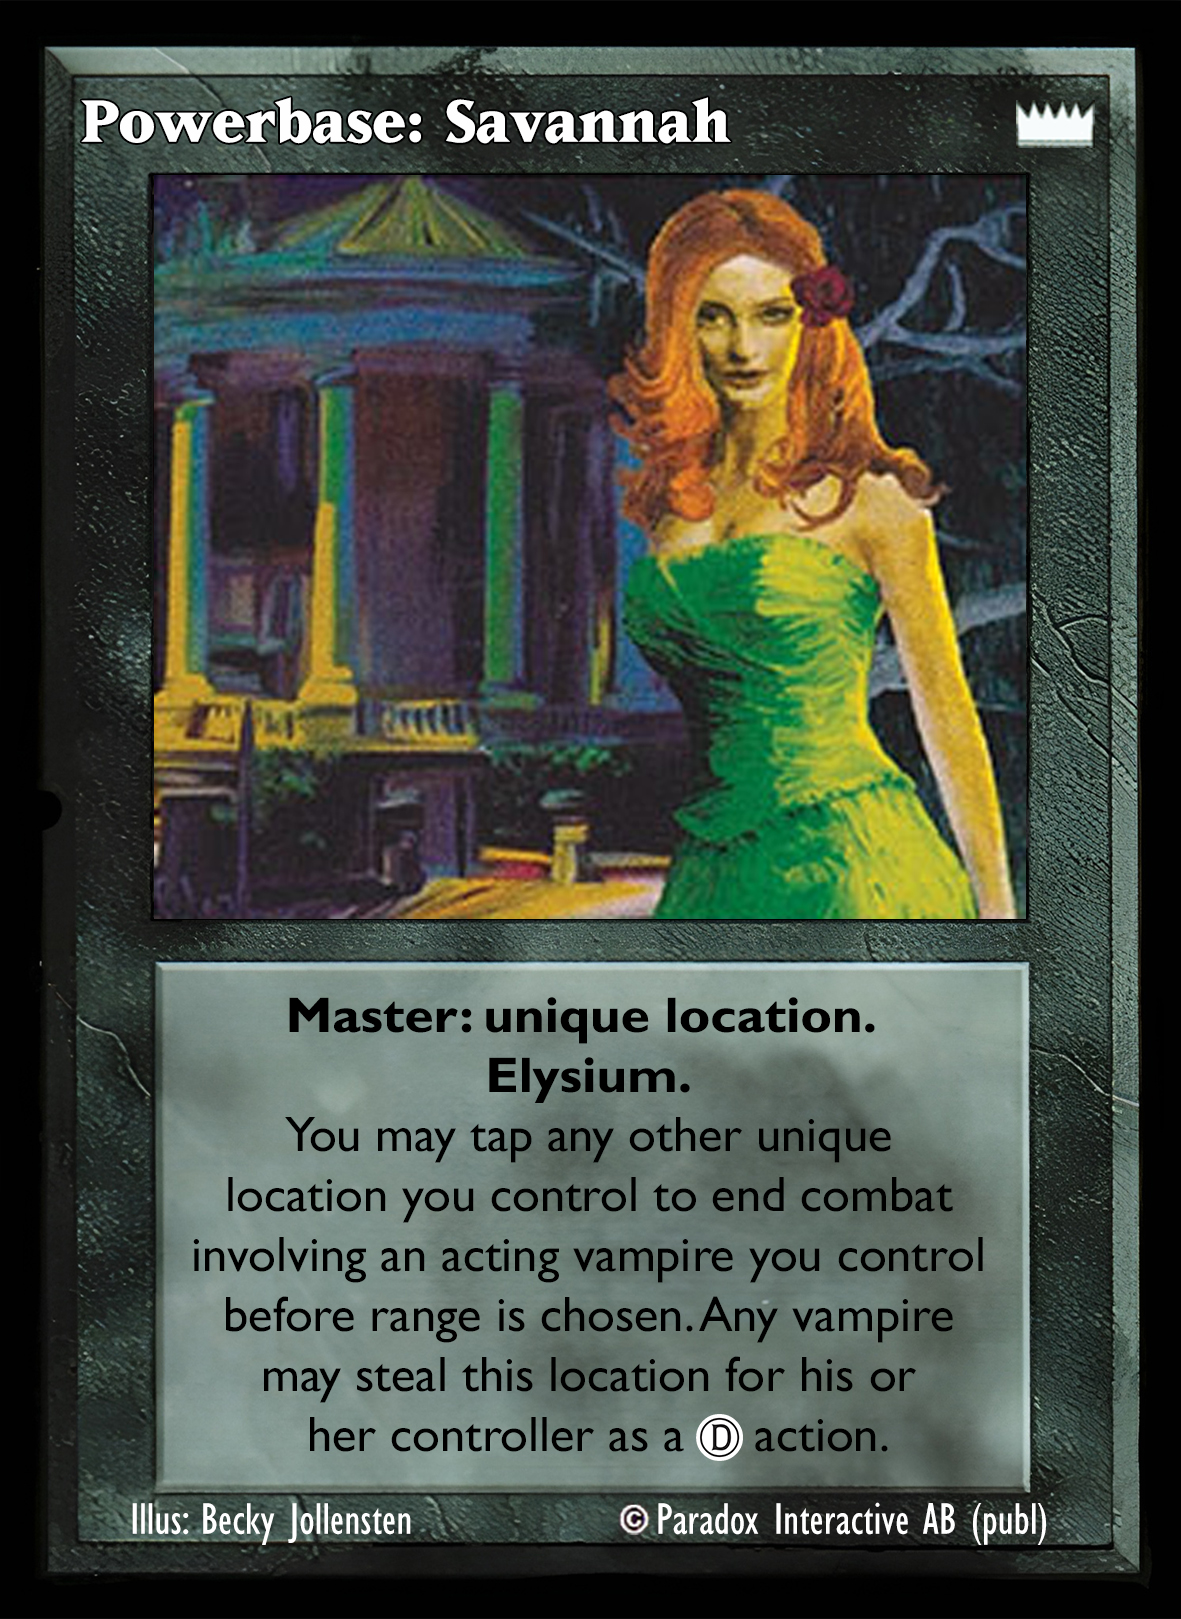 Powerbase: Savannah
Master: unique location.
Elysium.
You may tap any other unique
location you control to end combat
involving an acting vampire you control
before range is chosen. Any vampire
may steal this location for his or
her controller as a Ⓓ action.
Illus: Becky Jollensten
© Paradox Interactive AB (publ)